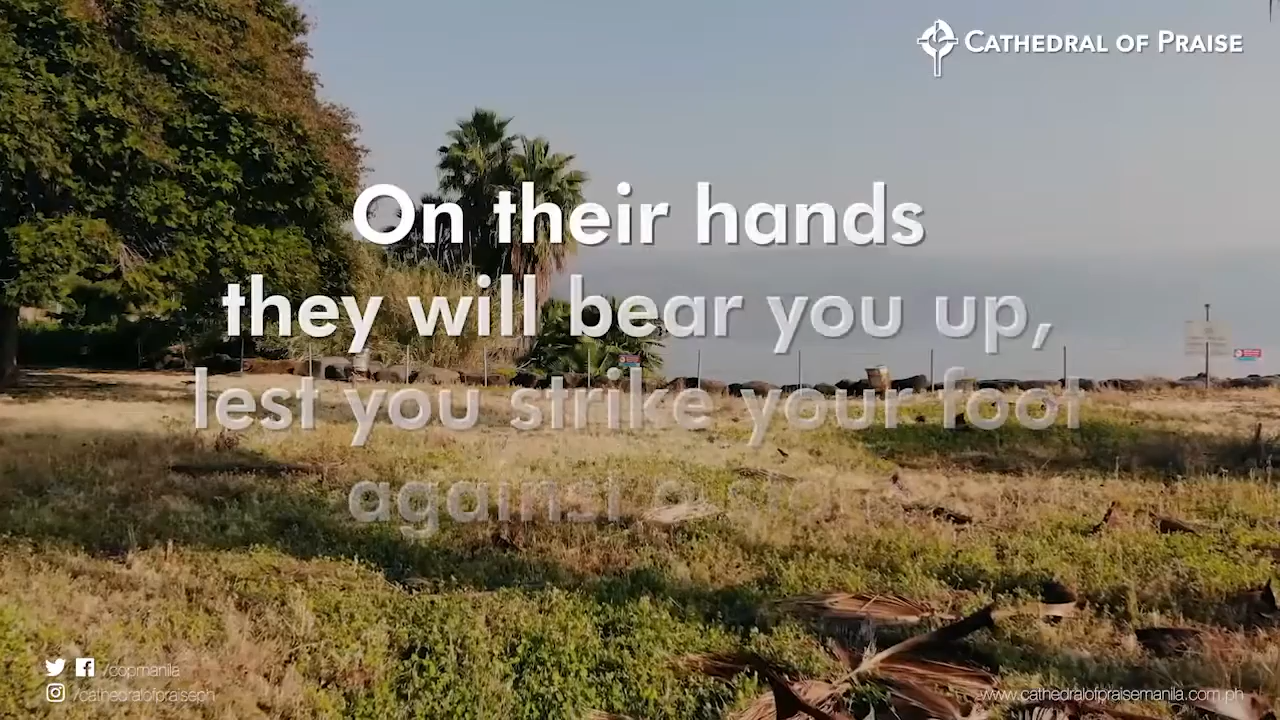 CATHEDRAL OF PRAISE
On their hands
they will bear you up,
lest you strike your foot
against a
/copmanila
/cathedralofpraiseph
www.cathedralofpraisemanila.com.ph